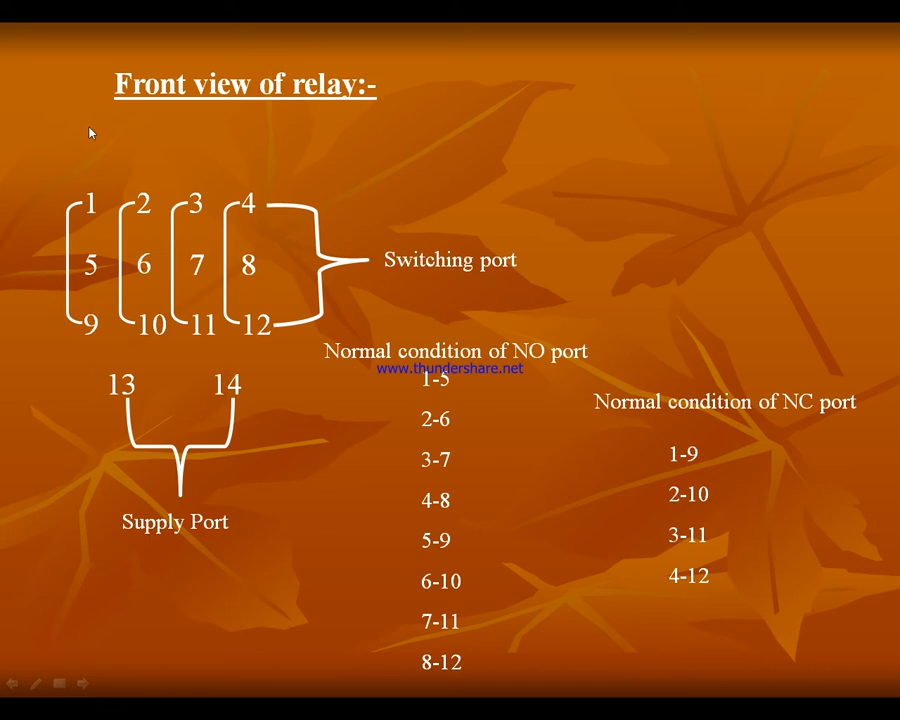 Front view of relay:-
1 2 3 4
5 6 7 8
Switching port
9 10 11 12
13 14
Supply Port
Normal condition of NO port
www.thundershare.net
1-5
2-6
3-7
4-8
5-9
6-10
7-11
8-12
Normal condition of NC port
1-9
2-10
3-11
4-12